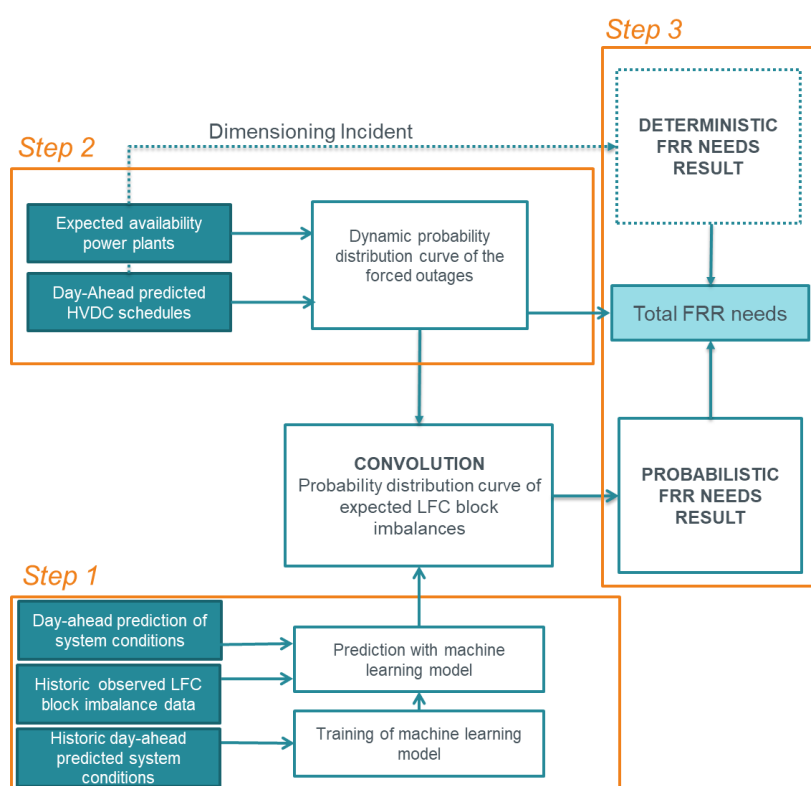 Step 3
DETERMINISTIC
FRR NEEDS
RESULT
Dimensioning Incident
Step 2
Expected availability
power plants
Dynamic probability
distribution curve of the
forced outages
Day-Ahead predicted
HVDC schedules
Total FRR needs
CONVOLUTION
Probability distribution curve of
expected LFC block
imbalances
PROBABILISTIC
FRR NEEDS
RESULT
Step 1
Day-ahead prediction of
system conditions
Prediction with machine
learning model
Historic observed LFC
block imbalance data
Historic day-ahead
predicted system
conditions
Training of machine learning
model